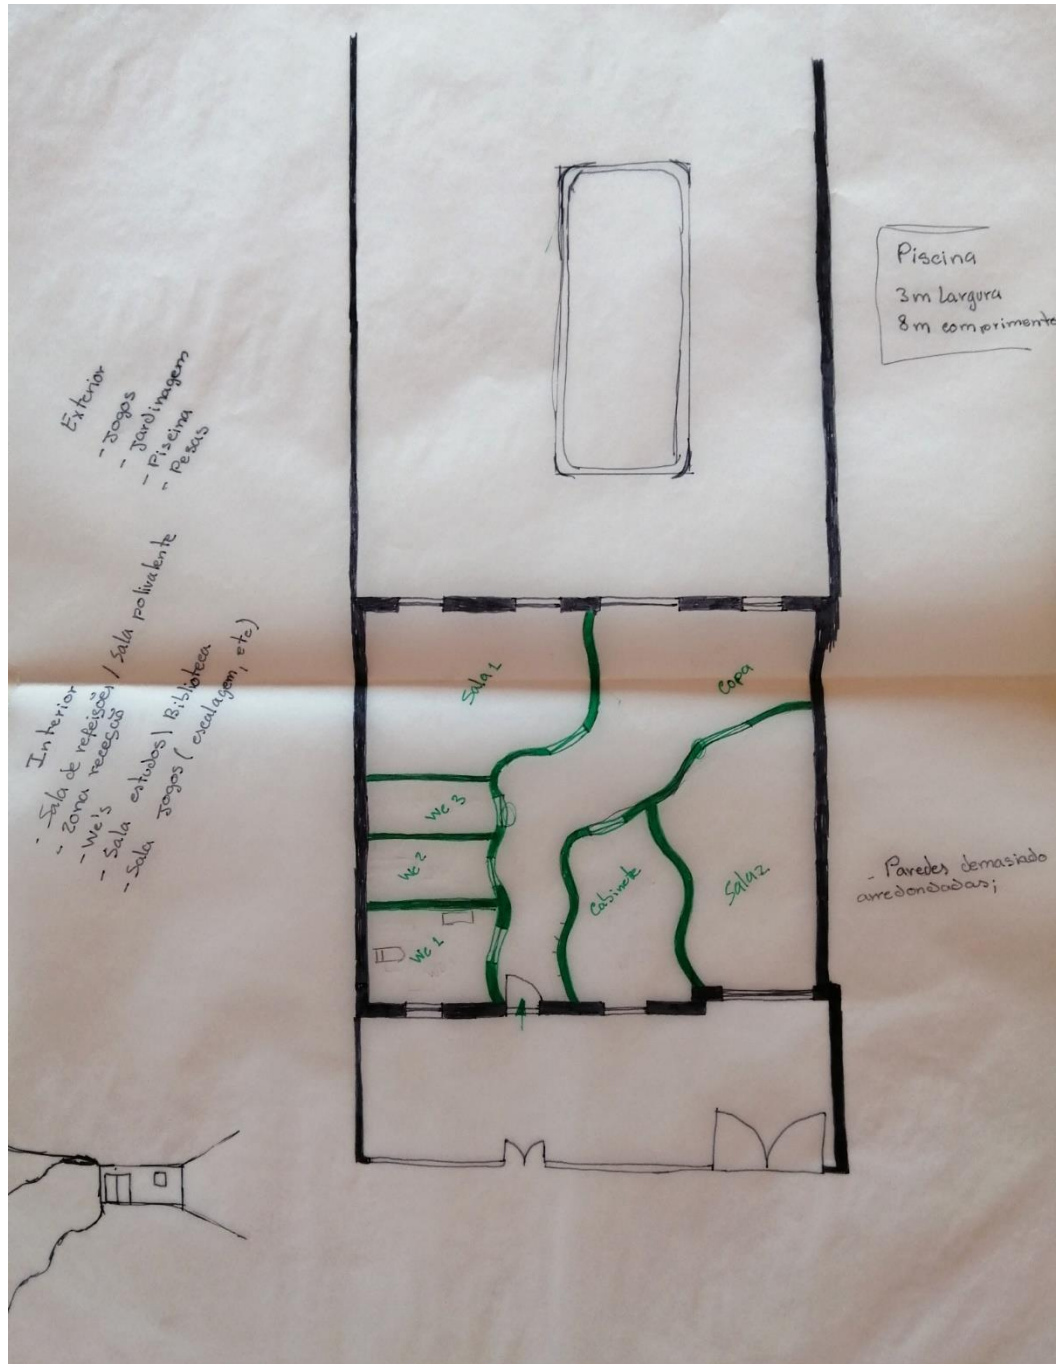 Piscina
3m Largura
8m comprimento
Exterior
- Jogos
- Jardinagem
- Piscina
- Pesas
Interior
- Sala de refeisões / Sala polivalente
- Zona receção
- Wc's
- Sala estudos / Biblioteca
- Sala Jogos (escalagem, etc)
Sala 1
Copa
Wc 3
Wc 2
Wc 1
Gabinete
Sala 2
- Paredes demasiado
arredondadas;